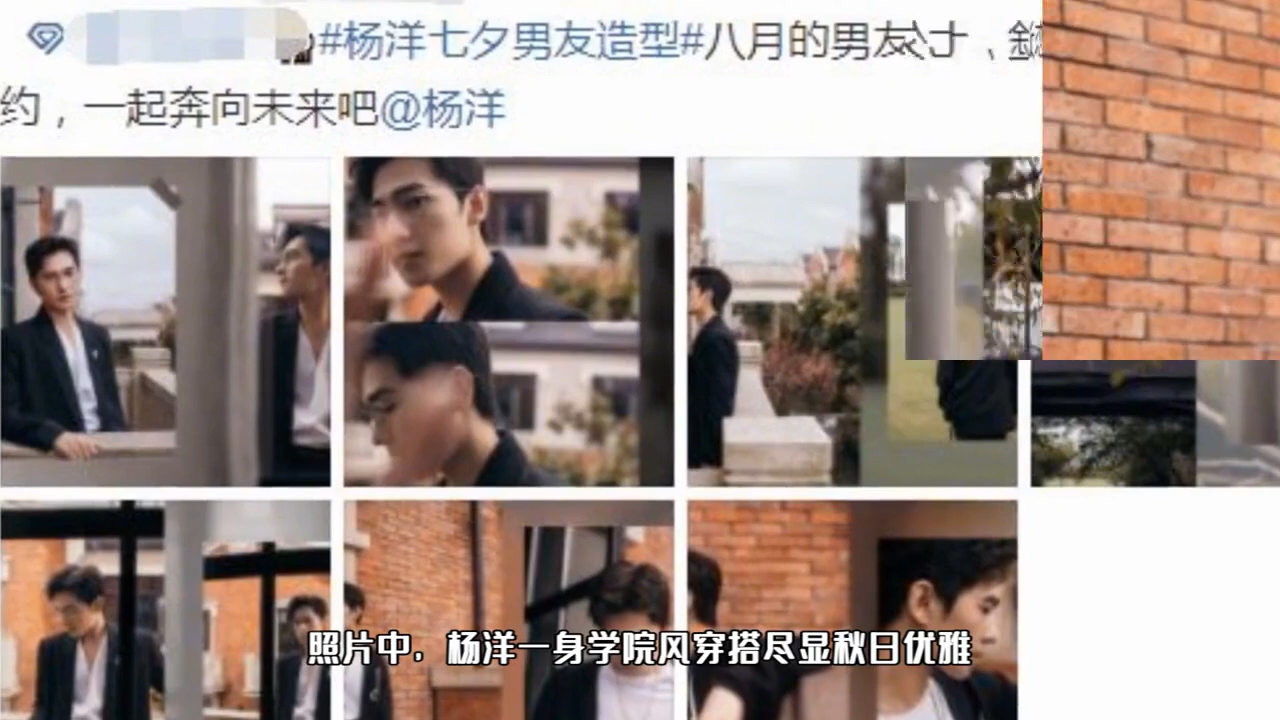 #杨洋七夕男友造型#八月的男友
约，一起奔向未来吧@杨洋
照片中，杨洋一身学院风穿搭尽显秋日优雅